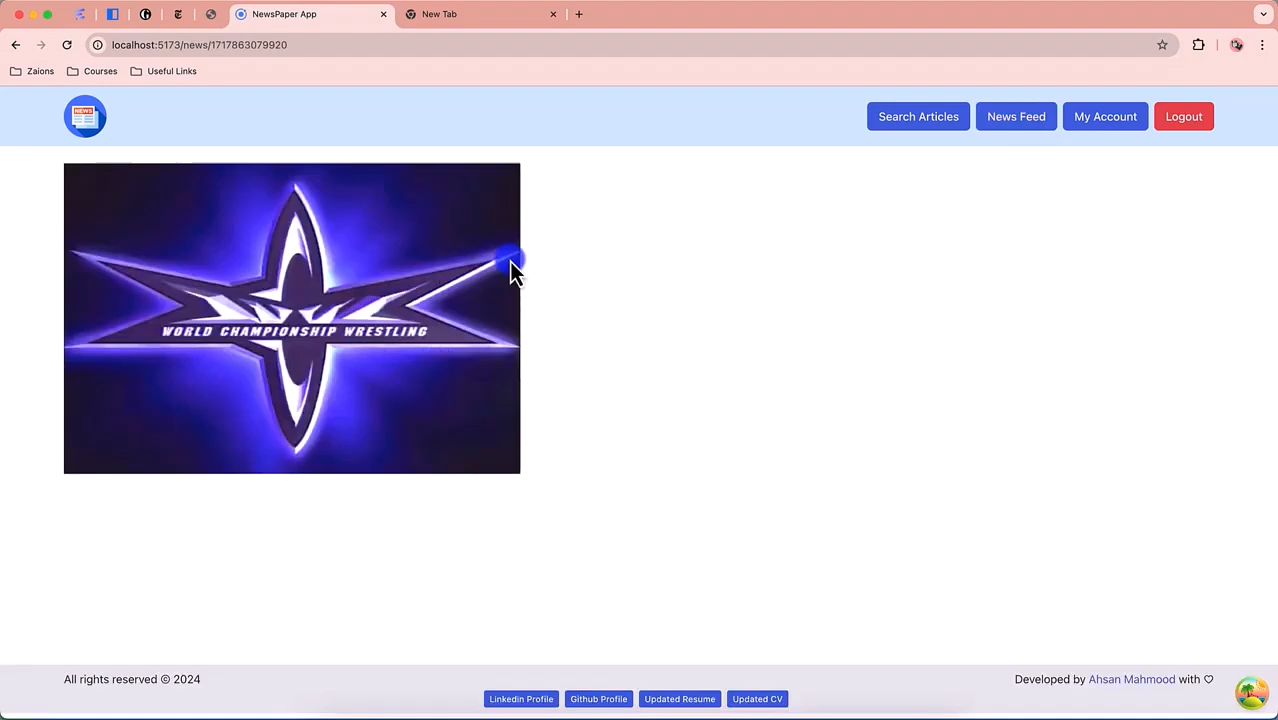 NewsPaper App
New Tab
localhost:5173/news/1717863079920
Zaions
Courses
Useful Links
NEWS
Search Articles
News Feed
My Account
Logout
WORLD CHAMPIONSHIP WRESTLING
All rights reserved © 2024
Developed by Ahsan Mahmood with ♡
Linkedin Profile
Github Profile
Updated Resume
Updated CV